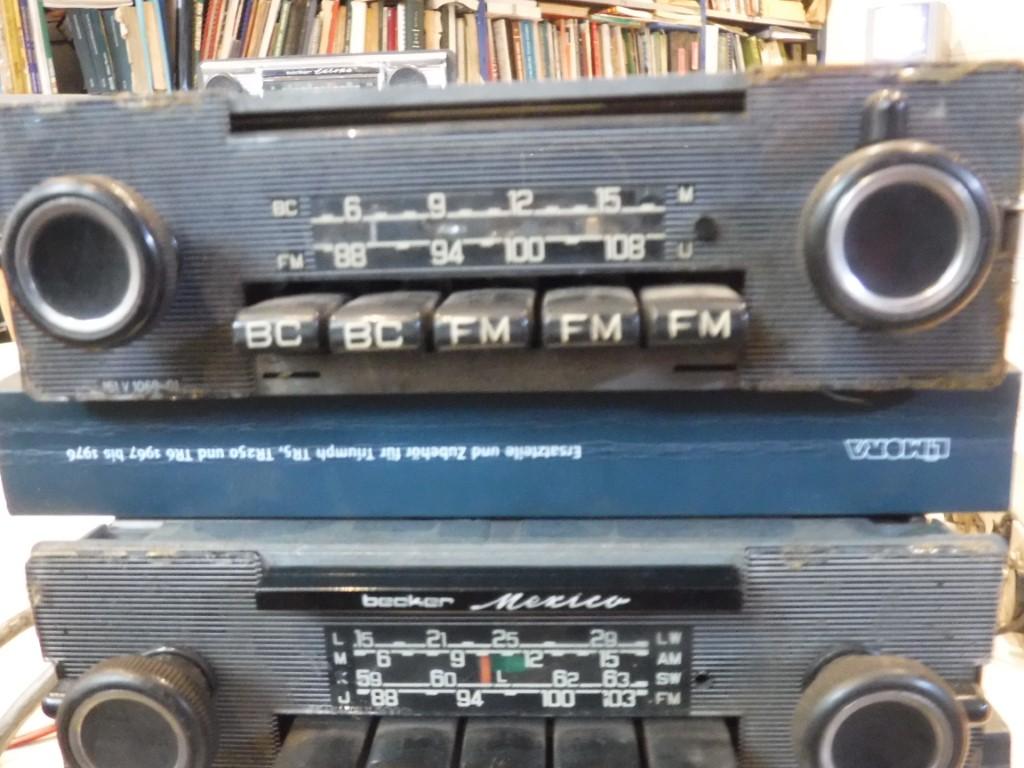 becker
BC 6 9 12 15 M
FM 88 94 100 108 U
BC BC FM FM FM
Ersatzteile und Zubehör für Triumph TR5, TR250 und TR6 1967 bis 1976
LIMORA
becker Mexico
L 15 21 25 29 LW
M 6 9 12 15 AM
K 59 60 L 62 63 SW
U 88 94 100 103 FM